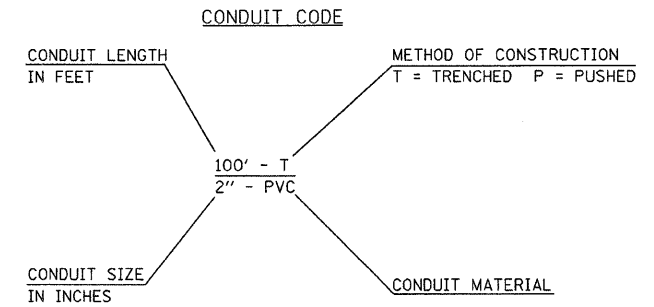 CONDUIT CODE
CONDUIT LENGTH
IN FEET
METHOD OF CONSTRUCTION
T = TRENCHED P = PUSHED
100' - T
2" - PVC
CONDUIT SIZE
IN INCHES
CONDUIT MATERIAL